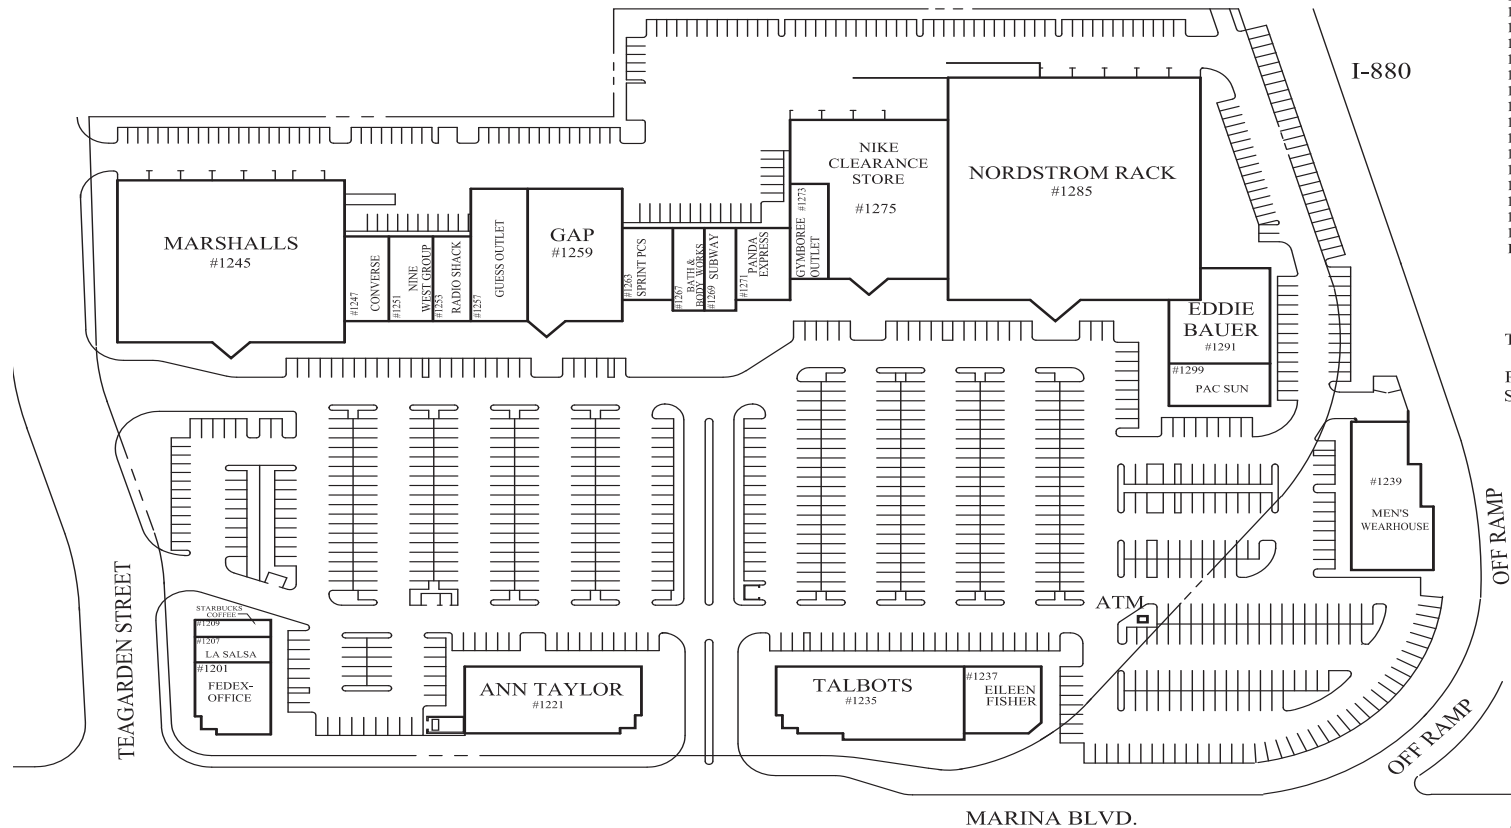 I-880
NIKE
CLEARANCE
STORE
#1275
NORDSTROM RACK
#1285
MARSHALLS
#1245
#1247
CONVERSE
#1251
NINE
WEST GROUP
#1253
RADIO SHACK
#1257
GUESS OUTLET
GAP
#1259
#1263
SPRINT PCS
#1267
BATH &
BODY WORKS
#1269
SUBWAY
#1271
PANDA
EXPRESS
#1273
GYMBOREE
OUTLET
EDDIE
BAUER
#1291
#1299
PAC SUN
#1239
MEN'S
WEARHOUSE
OFF RAMP
ATM
STARBUCKS
COFFEE
#1209
#1207
LA SALSA
#1201
FEDEX-
OFFICE
TEAGARDEN STREET
ANN TAYLOR
#1221
TALBOTS
#1235
#1237
EILEEN
FISHER
OFF RAMP
MARINA BLVD.